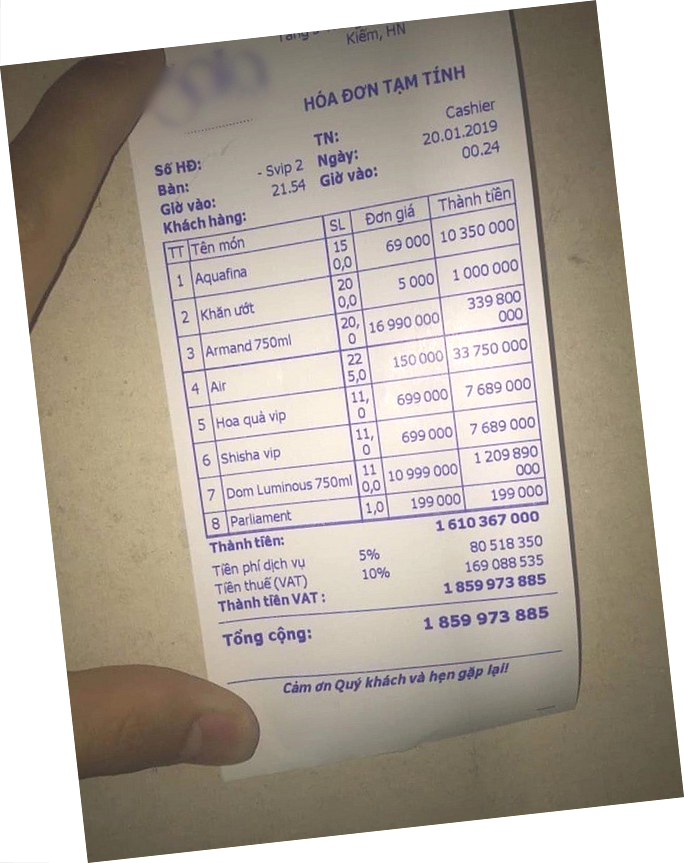 Kiếm, HN
HÓA ĐƠN TẠM TÍNH
Số HĐ: TN: Cashier
Bàn: - Svip 2 Ngày: 20.01.2019
Giờ vào: 21.54 Giờ vào: 00.24
Khách hàng:
TT Tên món SL Đơn giá Thành tiền
1 Aquafina 150,0 69 000 10 350 000
2 Khăn ướt 200,0 5 000 1 000 000
3 Armand 750ml 20,0 16 990 000 339 800 000
4 Air 225,0 150 000 33 750 000
5 Hoa quả vip 11,0 699 000 7 689 000
6 Shisha vip 11,0 699 000 7 689 000
7 Dom Luminous 750ml 110,0 10 999 000 1 209 890 000
8 Parliament 1,0 199 000 199 000
Thành tiền: 1 610 367 000
Tiền phí dịch vụ 5% 80 518 350
Tiền thuế (VAT) 10% 169 088 535
Thành tiền VAT : 1 859 973 885
Tổng cộng: 1 859 973 885
Cảm ơn Quý khách và hẹn gặp lại!